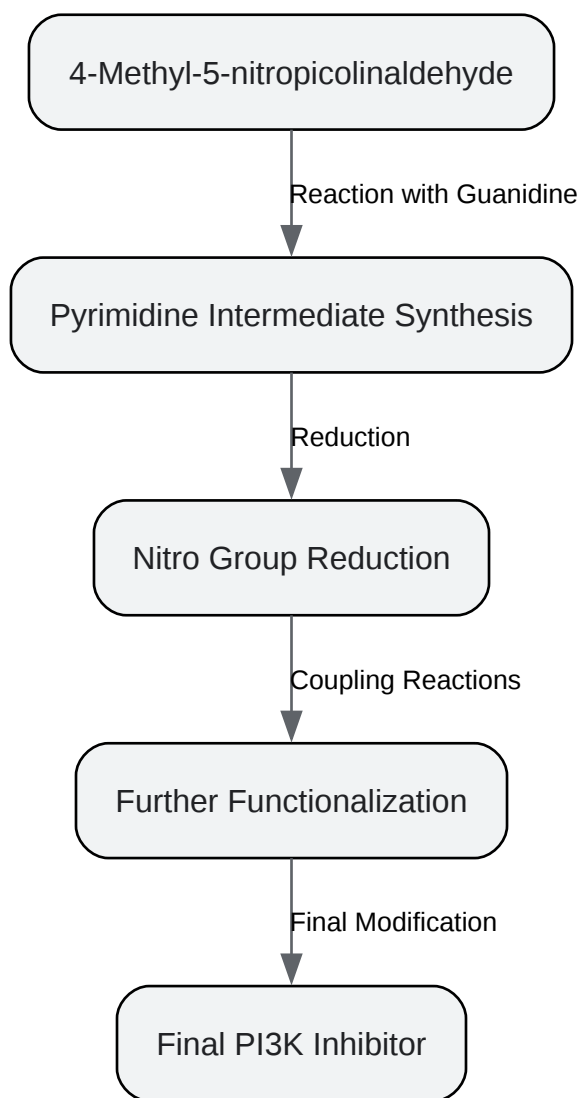 4-Methyl-5-nitropicolinaldehyde
Reaction with Guanidine
Pyrimidine Intermediate Synthesis
Reduction
Nitro Group Reduction
Coupling Reactions
Further Functionalization
Final Modification
Final PI3K Inhibitor